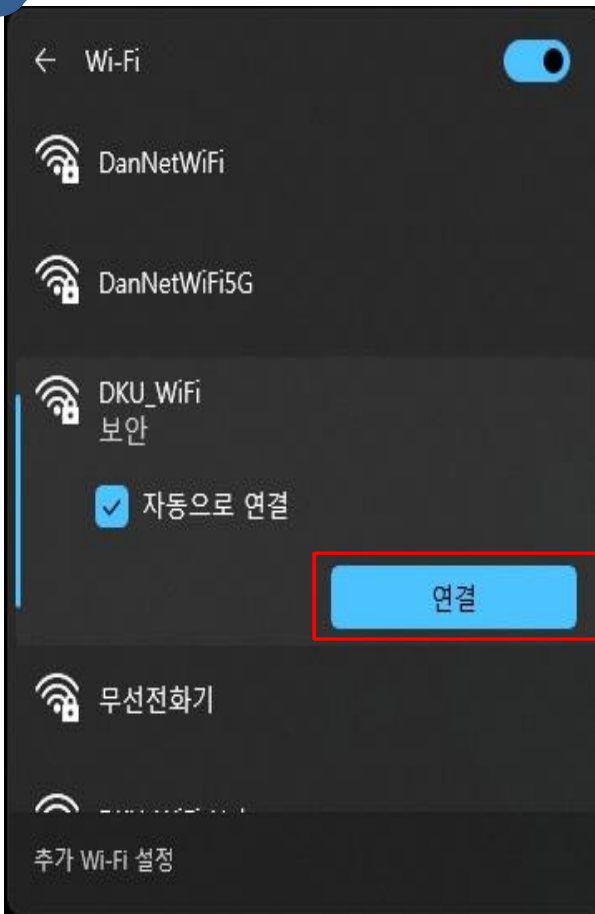 Wi-Fi
DanNetWiFi
DanNetWiFi5G
DKU_WiFi
보안
자동으로 연결
연결
무선전화기
추가 Wi-Fi 설정